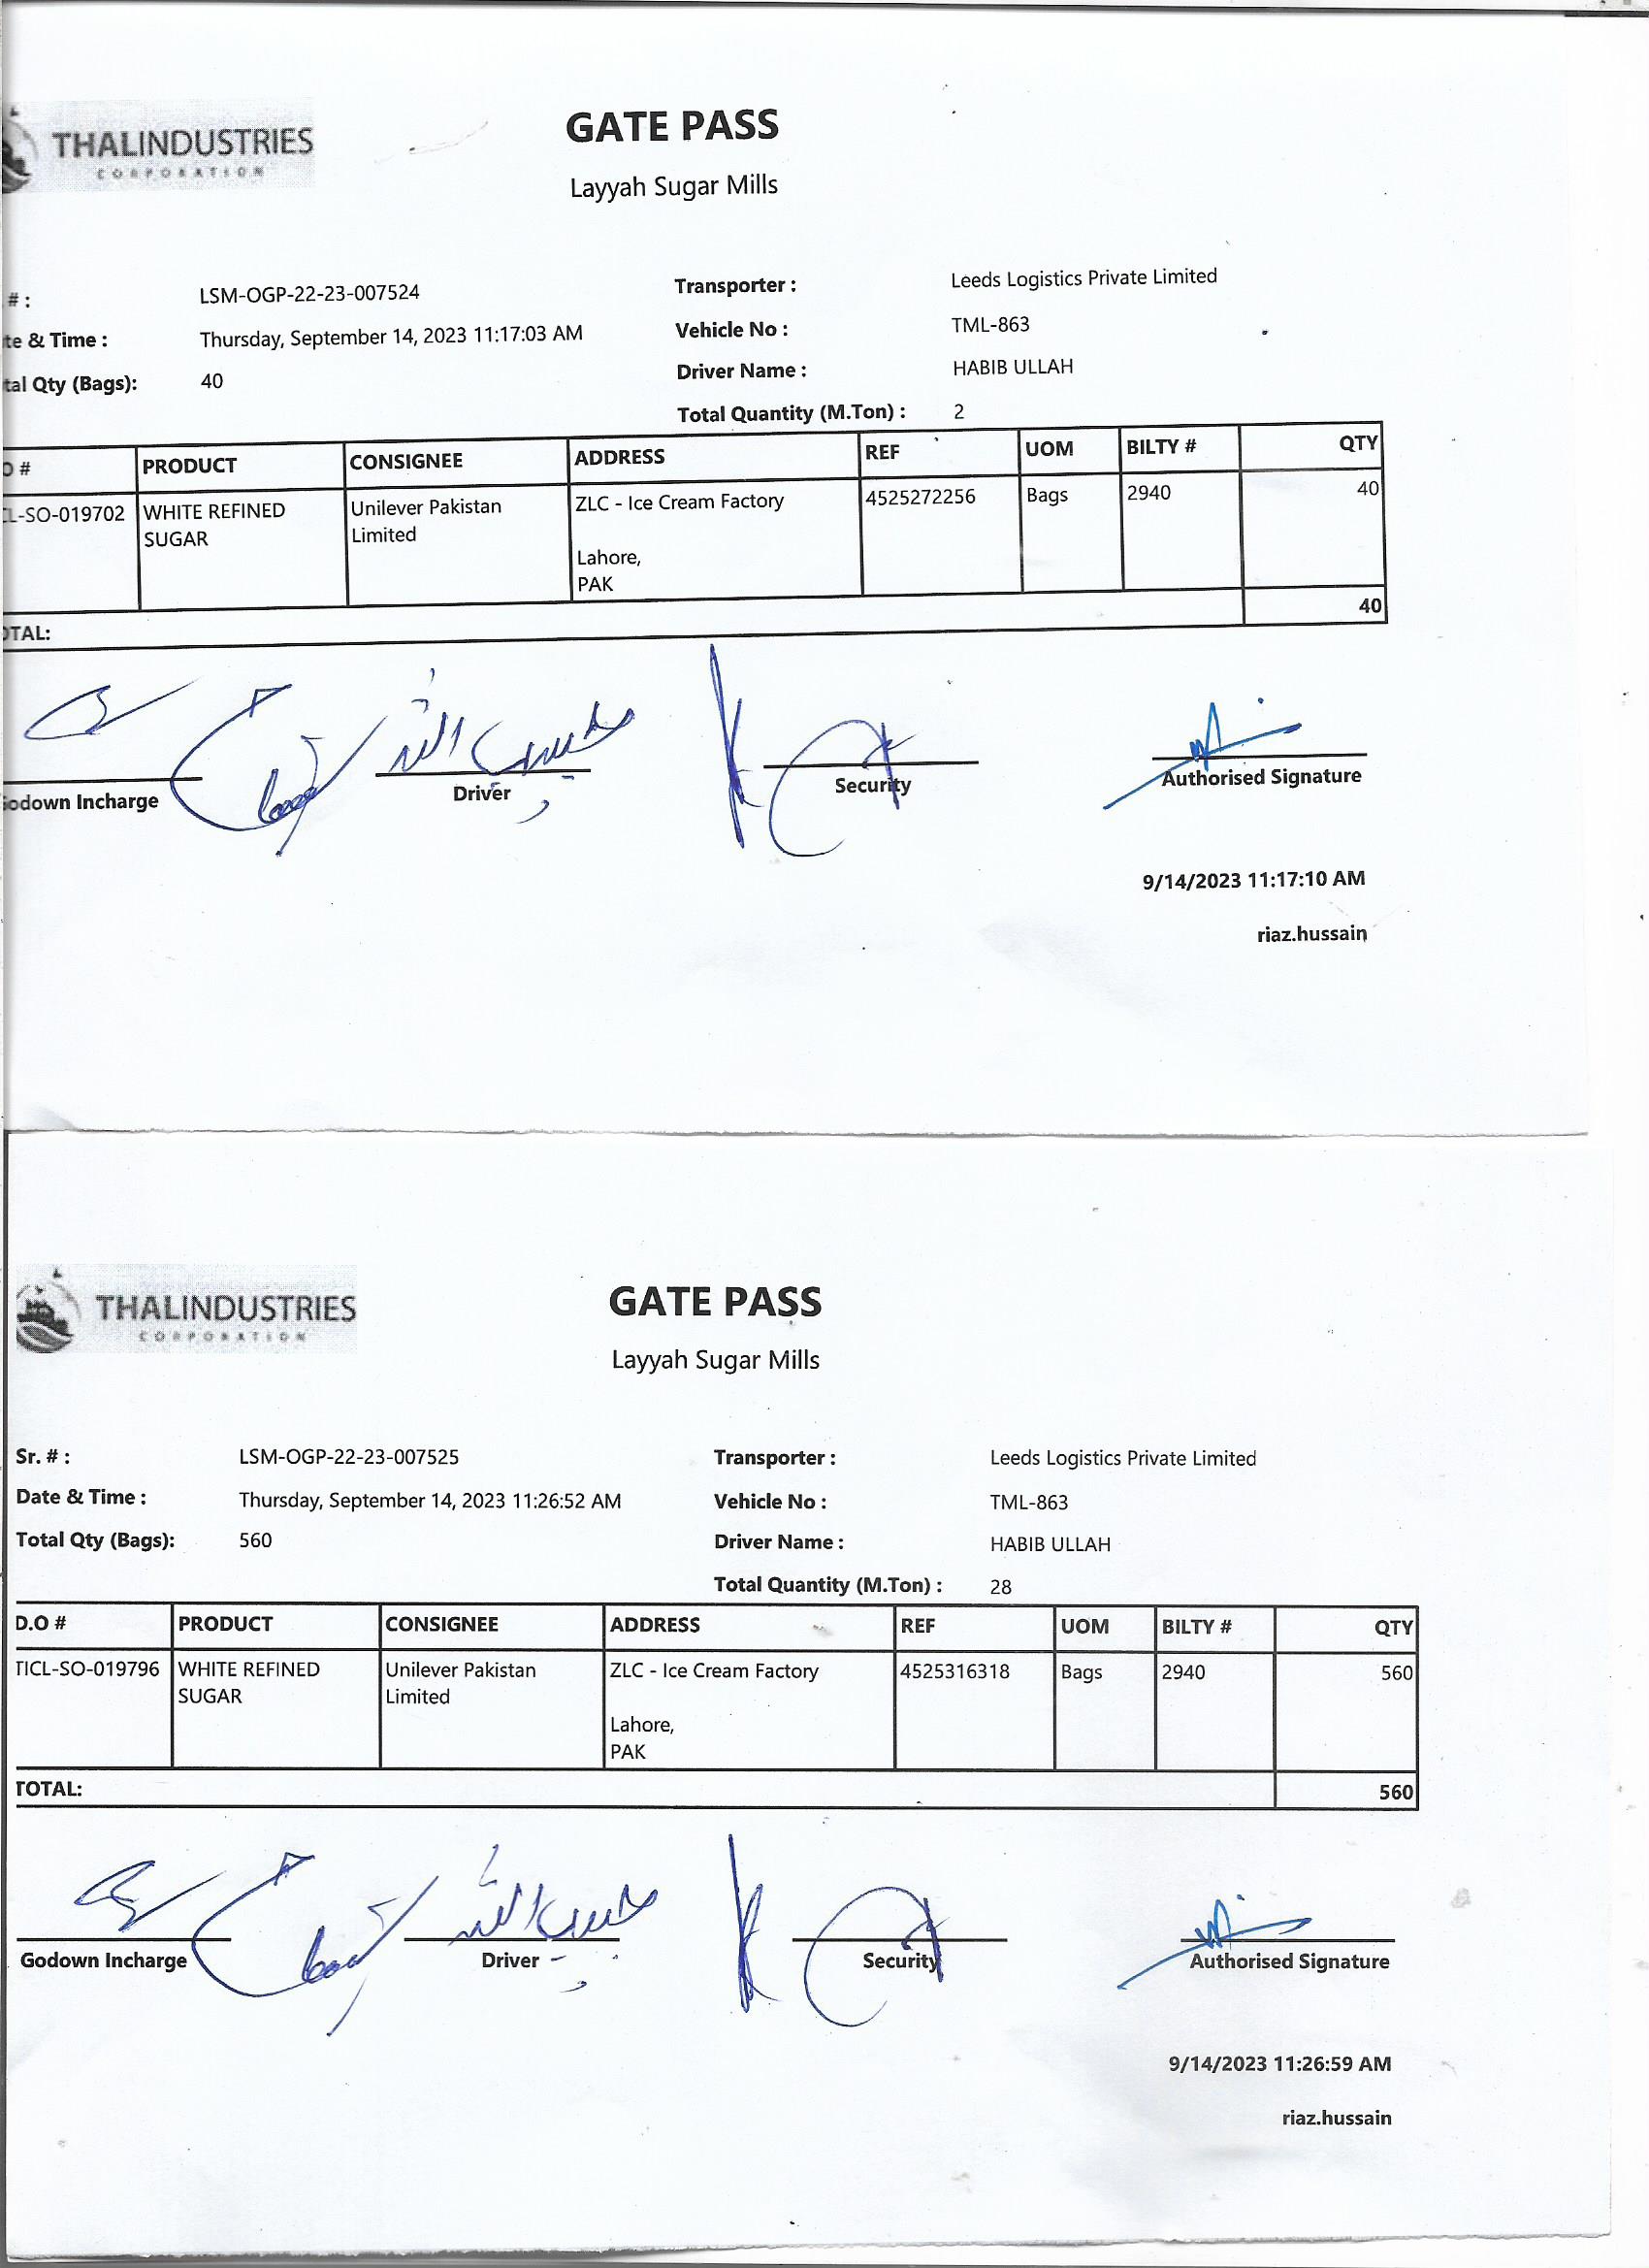 THALINDUSTRIES
CORPORATION
GATE PASS
Layyah Sugar Mills
# :
LSM-OGP-22-23-007524
Transporter :
Leeds Logistics Private Limited
te & Time :
Thursday, September 14, 2023 11:17:03 AM
Vehicle No :
TML-863
tal Qty (Bags):
40
Driver Name :
HABIB ULLAH
Total Quantity (M.Ton) :
2
O # PRODUCT CONSIGNEE ADDRESS REF UOM BILTY # QTY
CL-SO-019702 WHITE REFINED Unilever Pakistan ZLC - Ice Cream Factory 4525272256 Bags 2940 40
SUGAR Limited
Lahore,
PAK
OTAL: 40
حبیب اللہ
Godown Incharge Driver Security Authorised Signature
9/14/2023 11:17:10 AM
riaz.hussain
THALINDUSTRIES
CORPORATION
GATE PASS
Layyah Sugar Mills
Sr. # :
LSM-OGP-22-23-007525
Transporter :
Leeds Logistics Private Limited
Date & Time :
Thursday, September 14, 2023 11:26:52 AM
Vehicle No :
TML-863
Total Qty (Bags):
560
Driver Name :
HABIB ULLAH
Total Quantity (M.Ton) :
28
D.O # PRODUCT CONSIGNEE ADDRESS REF UOM BILTY # QTY
TICL-SO-019796 WHITE REFINED Unilever Pakistan ZLC - Ice Cream Factory 4525316318 Bags 2940 560
SUGAR Limited
Lahore,
PAK
TOTAL: 560
حبیب اللہ
Godown Incharge Driver Security Authorised Signature
9/14/2023 11:26:59 AM
riaz.hussain